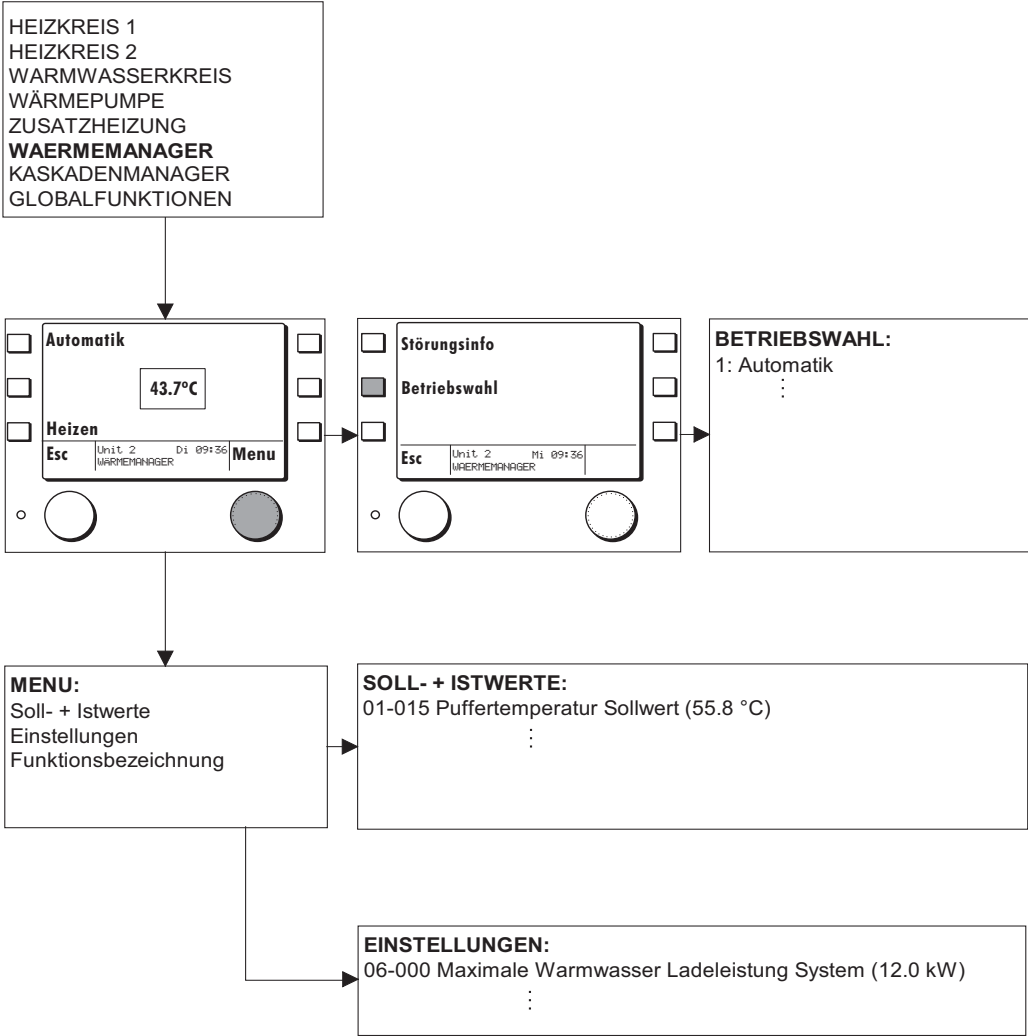 HEIZKREIS 1
HEIZKREIS 2
WARMWASSERKREIS
WÄRMEPUMPE
ZUSATZHEIZUNG
WAERMEMANAGER
KASKADENMANAGER
GLOBALFUNKTIONEN
Automatik
43.7°C
Heizen
Esc
Unit 2 Di 09:36
WÄRMEMANAGER
Menu
Störungsinfo
Betriebswahl
Esc
Unit 2 Mi 09:36
WAERMEMANAGER
BETRIEBSWAHL:
1: Automatik
⋮
MENU:
Soll- + Istwerte
Einstellungen
Funktionsbezeichnung
SOLL- + ISTWERTE:
01-015 Puffertemperatur Sollwert (55.8 °C)
⋮
EINSTELLUNGEN:
06-000 Maximale Warmwasser Ladeleistung System (12.0 kW)
⋮